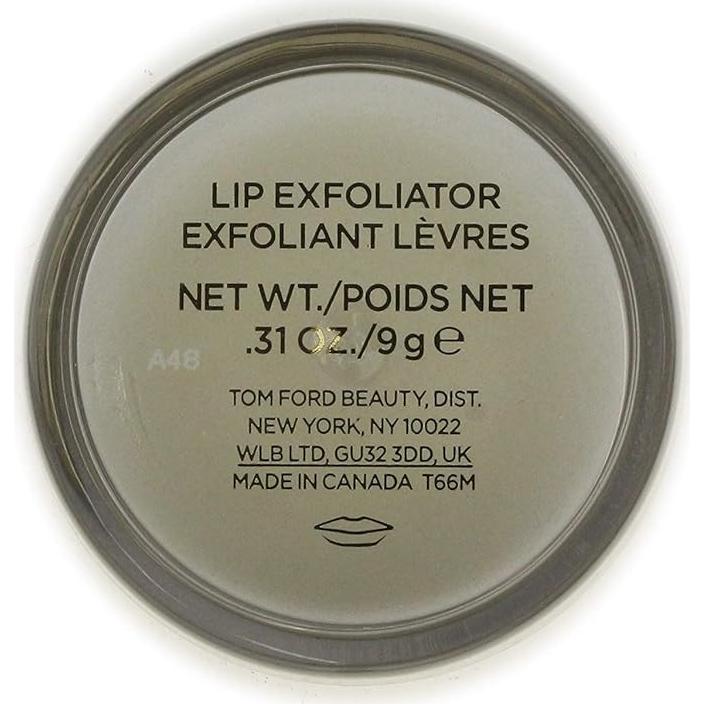 LIP EXFOLIATOR
EXFOLIANT LÈVRES
NET WT./POIDS NET
.31 OZ./9 g ℮
A48
TOM FORD BEAUTY, DIST.
NEW YORK, NY 10022
WLB LTD, GU32 3DD, UK
MADE IN CANADA T66M